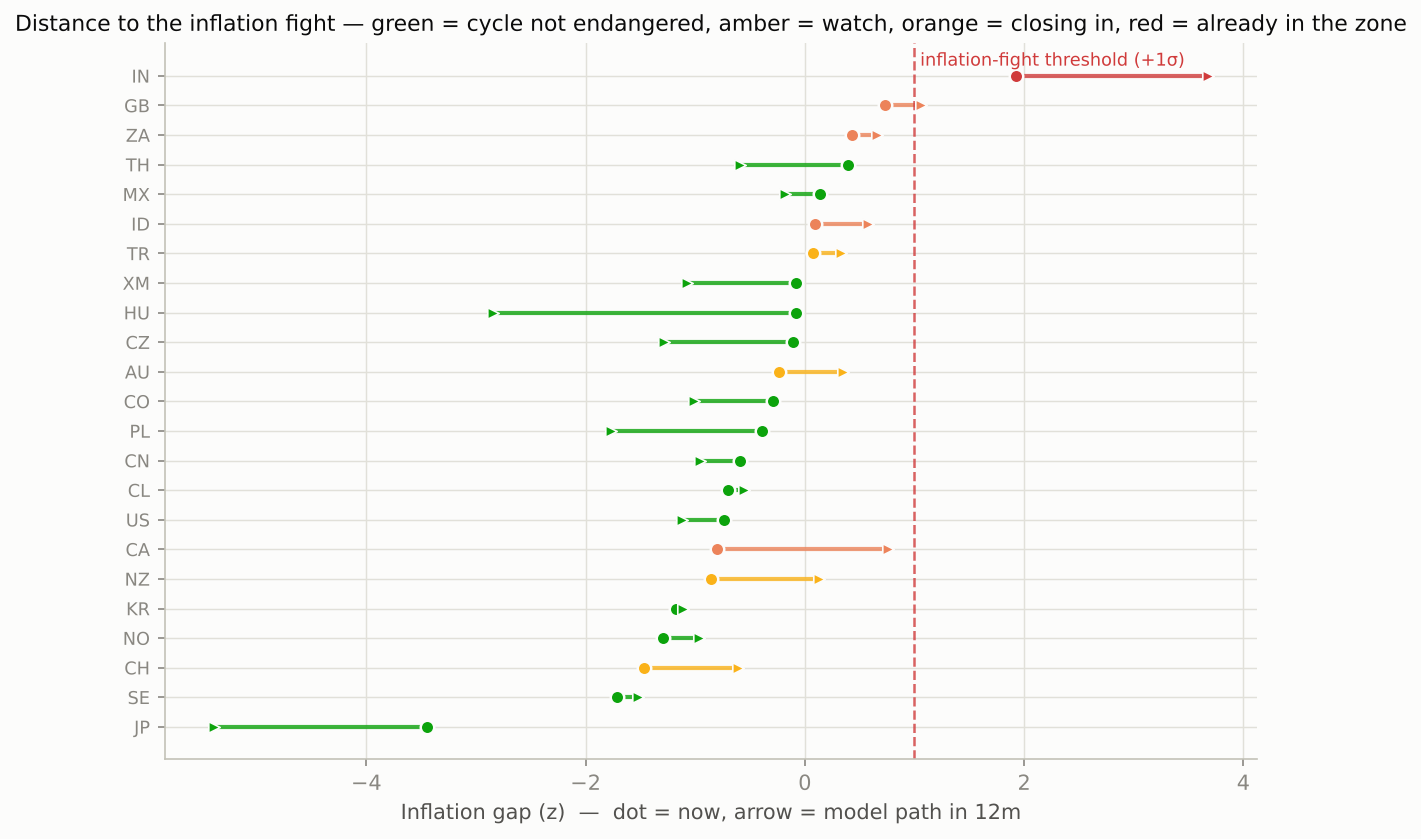 Distance to the inflation fight — green = cycle not endangered, amber = watch, orange = closing in, red = already in the zone
inflation-fight threshold (+1σ)
IN
GB
ZA
TH
MX
ID
TR
XM
HU
CZ
AU
CO
PL
CN
CL
US
CA
NZ
KR
NO
CH
SE
JP
−4 −2 0 2 4
Inflation gap (z) — dot = now, arrow = model path in 12m